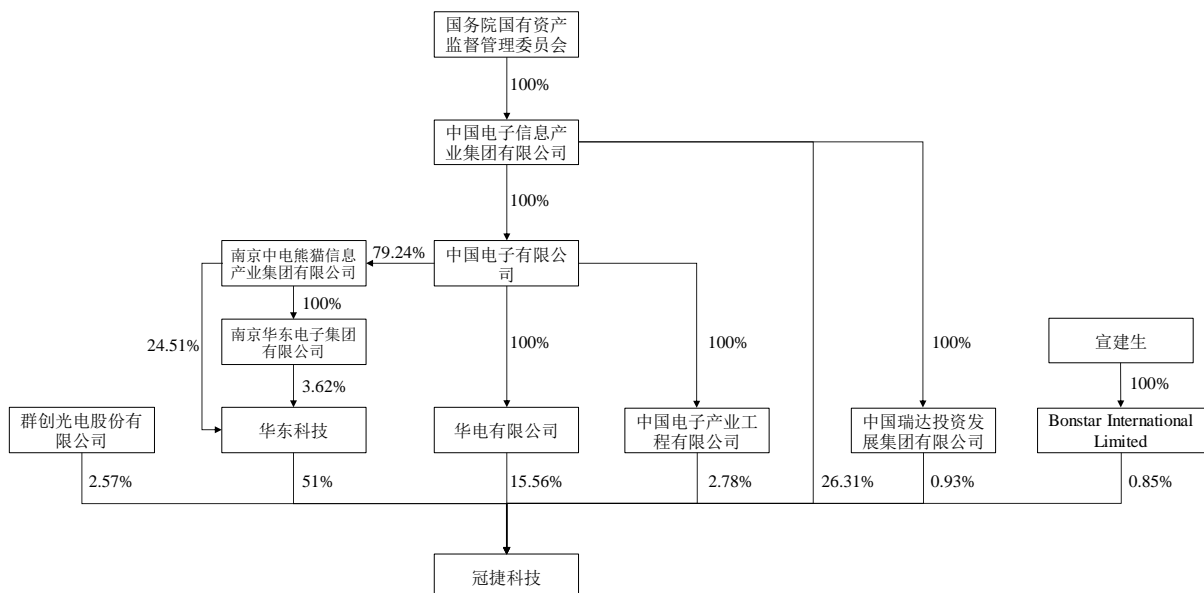 国务院国有资产
监督管理委员会
100%
中国电子信息产
业集团有限公司
100%
南京中电熊猫信息
产业集团有限公司
79.24%
中国电子有限公
司
100%
南京华东电子集团
有限公司
24.51%
100%
100%
100%
宣建生
3.62%
100%
群创光电股份有
限公司
华东科技
华电有限公司
中国电子产业工
程有限公司
中国瑞达投资发
展集团有限公司
Bonstar International
Limited
2.57%
51%
15.56%
2.78%
26.31%
0.93%
0.85%
冠捷科技